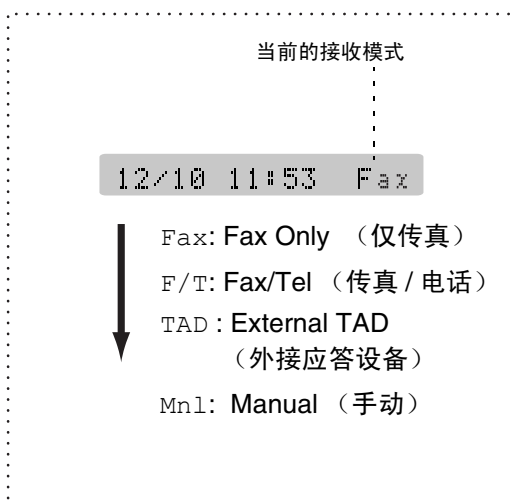 当前的接收模式
12/10 11:53 Fax
Fax: Fax Only （仅传真）
F/T: Fax/Tel （传真 / 电话）
TAD : External TAD
（外接应答设备）
Mnl: Manual （手动）